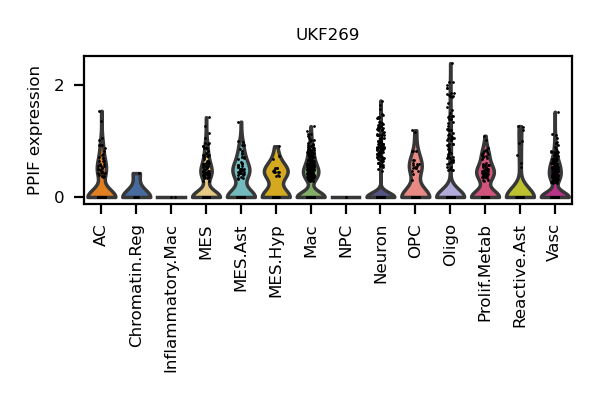 UKF269
PPIF expression
2
0
AC
Chromatin.Reg
Inflammatory.Mac
MES
MES.Ast
MES.Hyp
Mac
NPC
Neuron
OPC
Oligo
Prolif.Metab
Reactive.Ast
Vasc